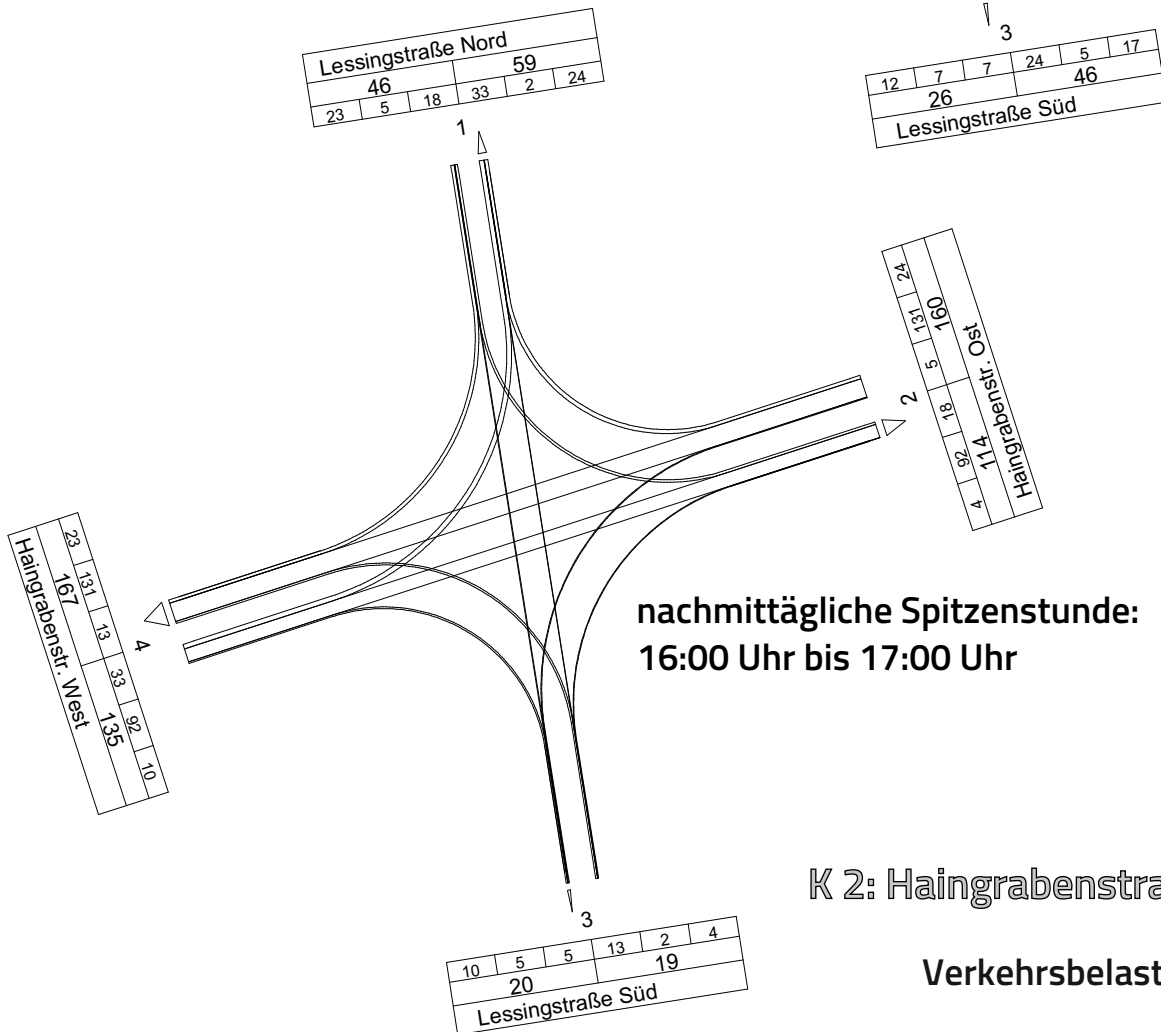 3
12 7 7 24 5 17
26 46
Lessingstraße Süd
Lessingstraße Nord
46 59
23 5 18 33 2 24
1
24 131 5 18 92 4
160 114
Haingrabenstr. Ost
2
23 131 13 33 92 10
167 135
Haingrabenstr. West
4
nachmittägliche Spitzenstunde:
16:00 Uhr bis 17:00 Uhr
3
10 5 5 13 2 4
20 19
Lessingstraße Süd
K 2: Haingrabenstra
Verkehrsbelast